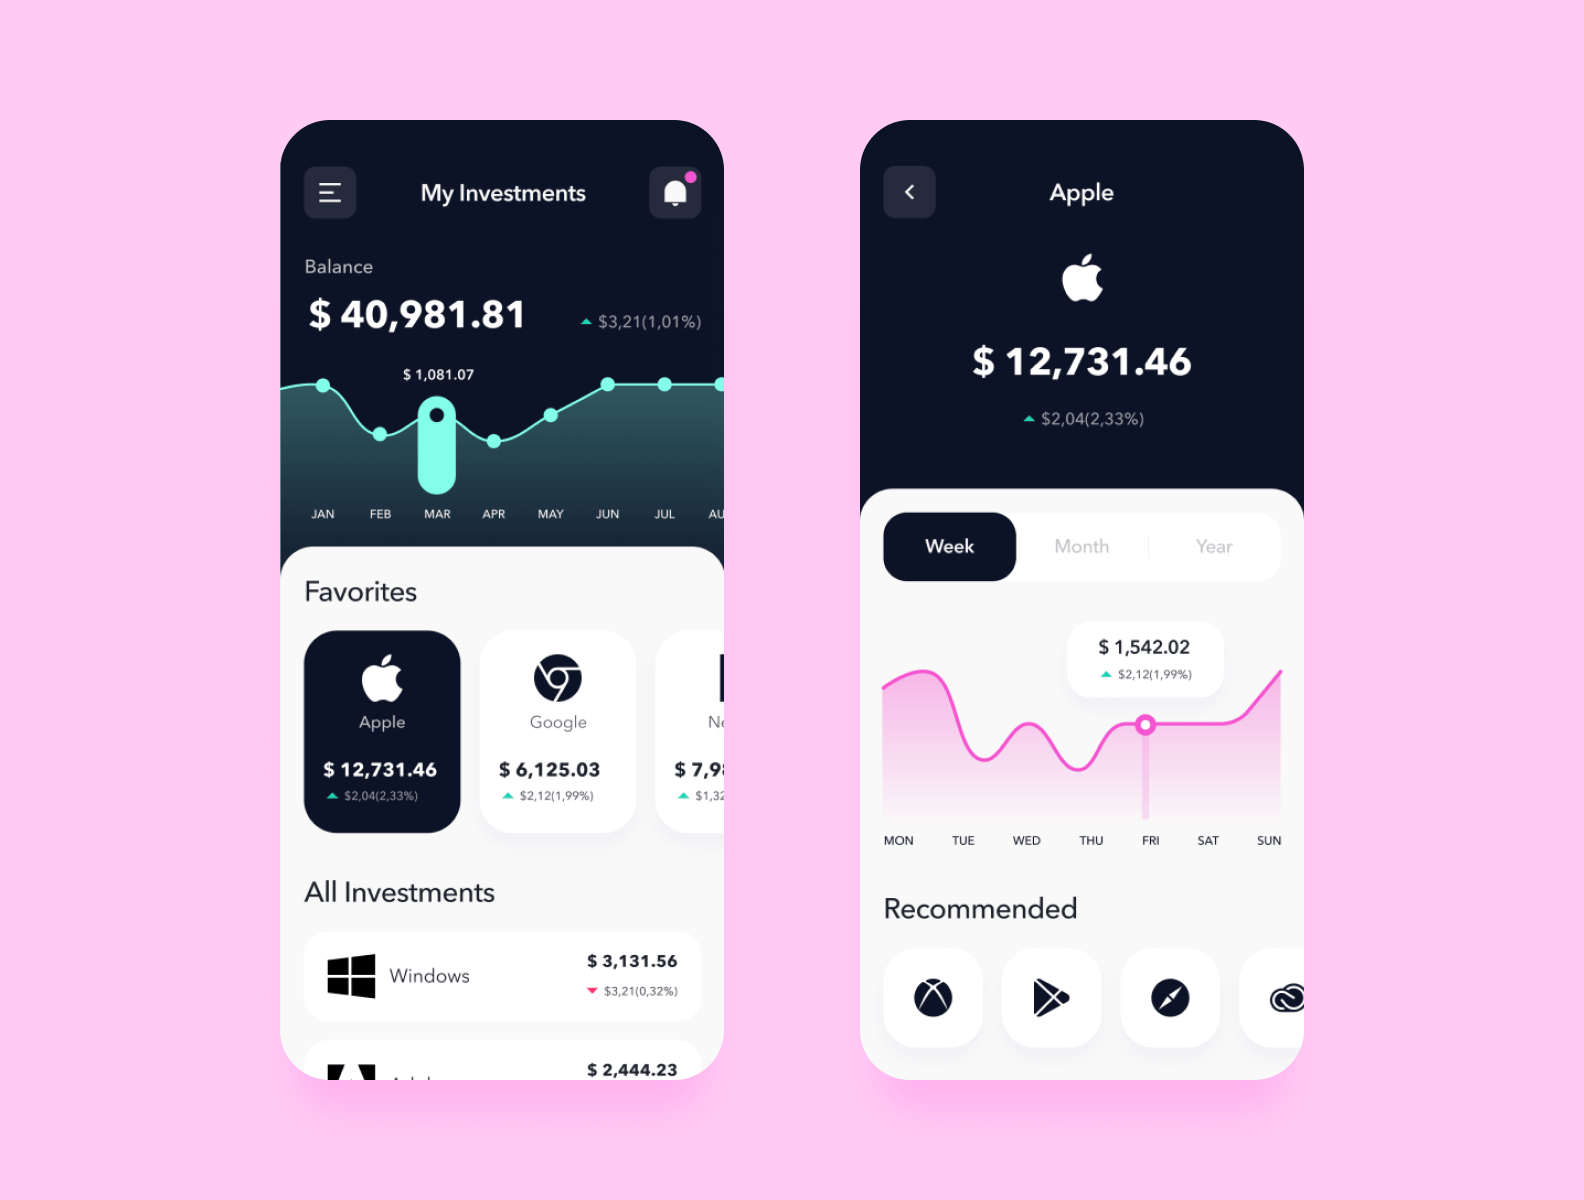 My Investments
Balance
$ 40,981.81
$3,21(1,01%)
$ 1,081.07
JAN FEB MAR APR MAY JUN JUL AU
Favorites
Apple
$ 12,731.46
$2,04(2,33%)
Google
$ 6,125.03
$2,12(1,99%)
Ne
$ 7,9
$1,32
All Investments
Windows
$ 3,131.56
$3,21(0,32%)
$ 2,444.23
Apple
$ 12,731.46
$2,04(2,33%)
Week Month Year
$ 1,542.02
$2,12(1,99%)
MON TUE WED THU FRI SAT SUN
Recommended